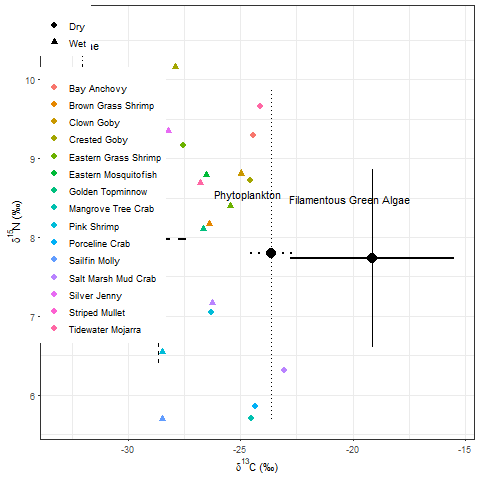 Dry
Wet
Bay Anchovy
Brown Grass Shrimp
Clown Goby
Crested Goby
Eastern Grass Shrimp
Eastern Mosquitofish
Golden Topminnow
Mangrove Tree Crab
Pink Shrimp
Porceline Crab
Sailfin Molly
Salt Marsh Mud Crab
Silver Jenny
Striped Mullet
Tidewater Mojarra
Phytoplankton
Filamentous Green Algae
10
9
8
7
6
δ15N (‰)
-30 -25 -20 -15
δ13C (‰)